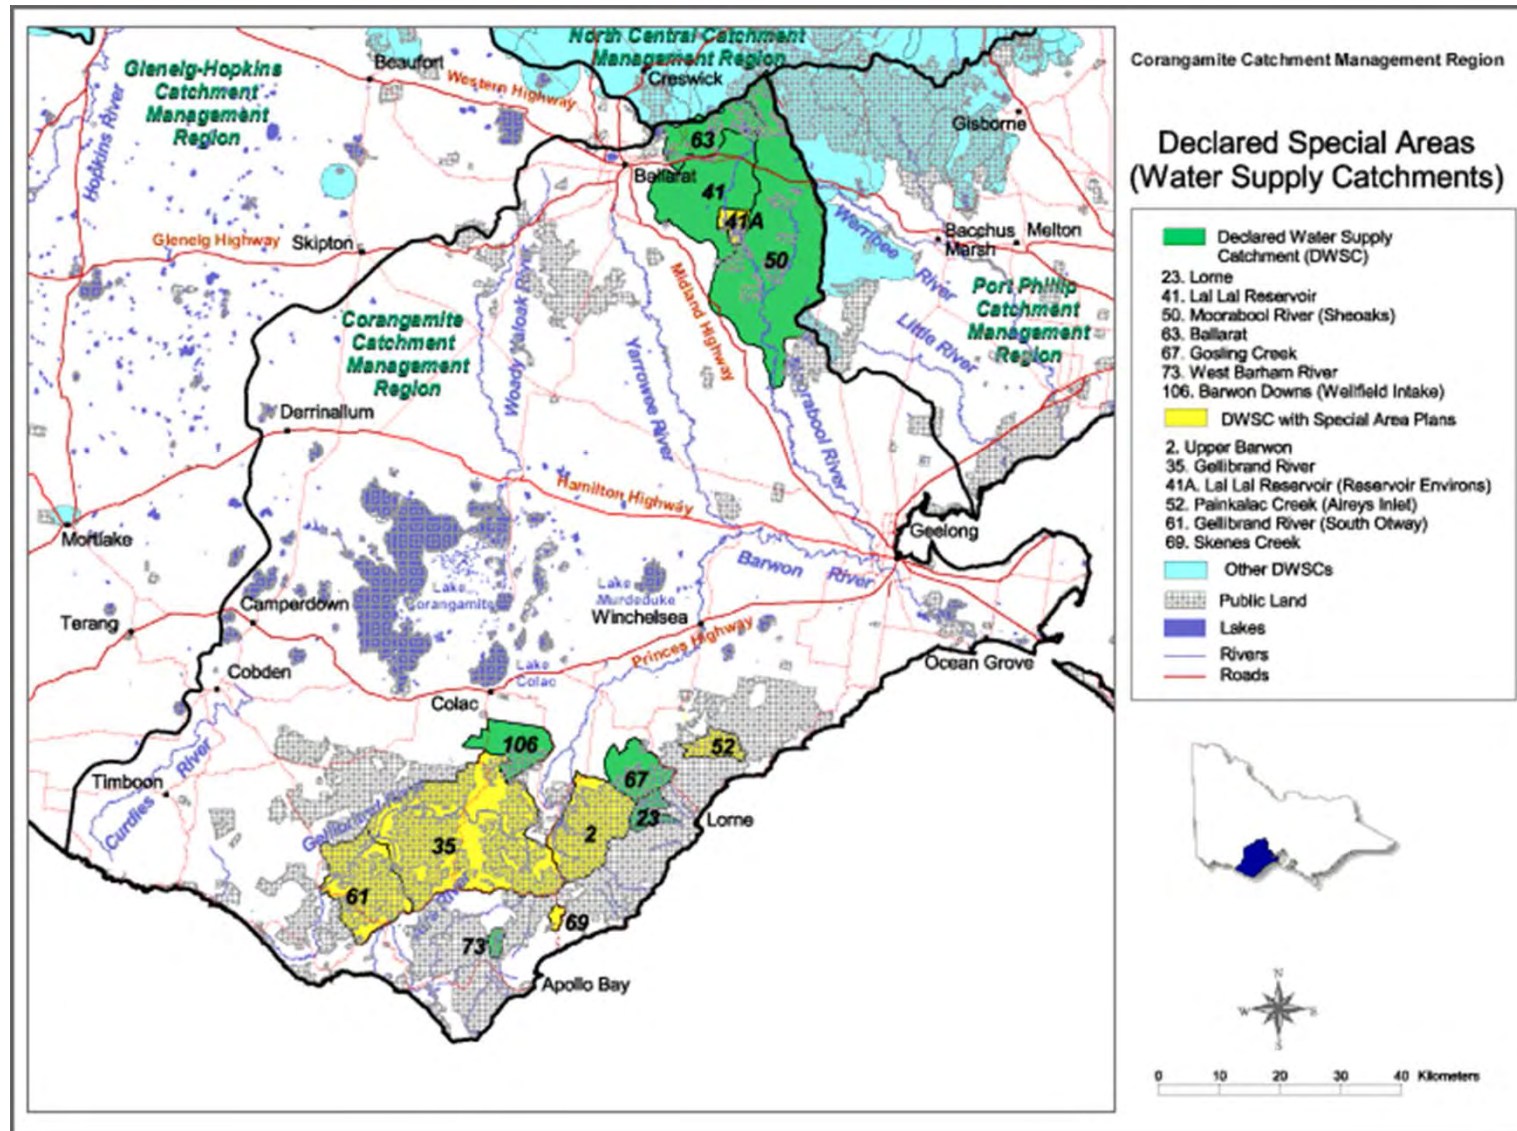 Corangamite Catchment Management Region
Declared Special Areas
(Water Supply Catchments)
Declared Water Supply
Catchment (DWSC)
23. Lorne
41. Lal Lal Reservoir
50. Moorabool River (Sheoaks)
63. Ballarat
67. Gosling Creek
73. West Barham River
106. Barwon Downs (Wellfield Intake)
DWSC with Special Area Plans
2. Upper Barwon
35. Gellibrand River
41A. Lal Lal Reservoir (Reservoir Environs)
52. Painkalac Creek (Aireys Inlet)
61. Gellibrand River (South Otway)
69. Skenes Creek
Other DWSCs
Public Land
Lakes
Rivers
Roads
N
W
E
S
0 10 20 30 40 Kilometers
North Central Catchment
Management Region
Glenelg-Hopkins
Catchment
Management
Region
Beaufort
Western Highway
Creswick
Gisborne
Hopkins River
63
Ballarat
41
41A
50
Werribee
River
Bacchus
Marsh
Melton
Glenelg Highway
Skipton
Port Phillip
Catchment
Management
Region
Little River
Corangamite
Catchment
Management
Region
Woady Yaloak River
Midland Highway
Yarrowee River
Moorabool River
Derrinallum
Hamilton Highway
Mortlake
Geelong
Barwon
River
Lake
Corangamite
Lake
Murdeduke
Camperdown
Terang
Winchelsea
Princes Highway
Ocean Grove
Cobden
Lake
Colac
Colac
106
52
67
Timboon
Curdies
River
Gellibrand River
23
Lorne
35
2
61
69
73
Apollo Bay